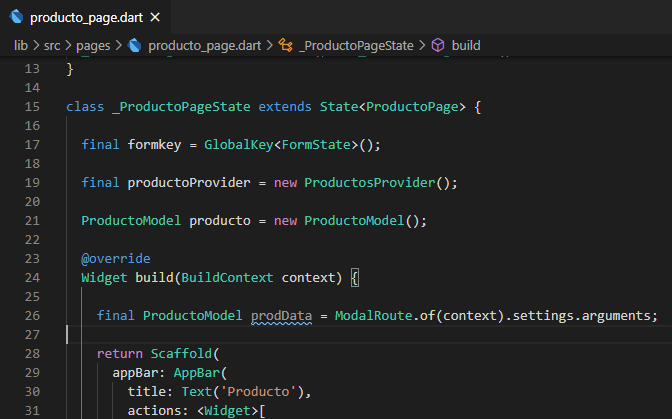 producto_page.dart ×
lib > src > pages > producto_page.dart > _ProductoPageState > build
13 }
14
15 class _ProductoPageState extends State<ProductoPage> {
16
17 final formkey = GlobalKey<FormState>();
18
19 final productoProvider = new ProductosProvider();
20
21 ProductoModel producto = new ProductoModel();
22
23 @override
24 Widget build(BuildContext context) {
25
26 final ProductoModel prodData = ModalRoute.of(context).settings.arguments;
27
28 return Scaffold(
29 appBar: AppBar(
30 title: Text('Producto'),
31 actions: <Widget>[